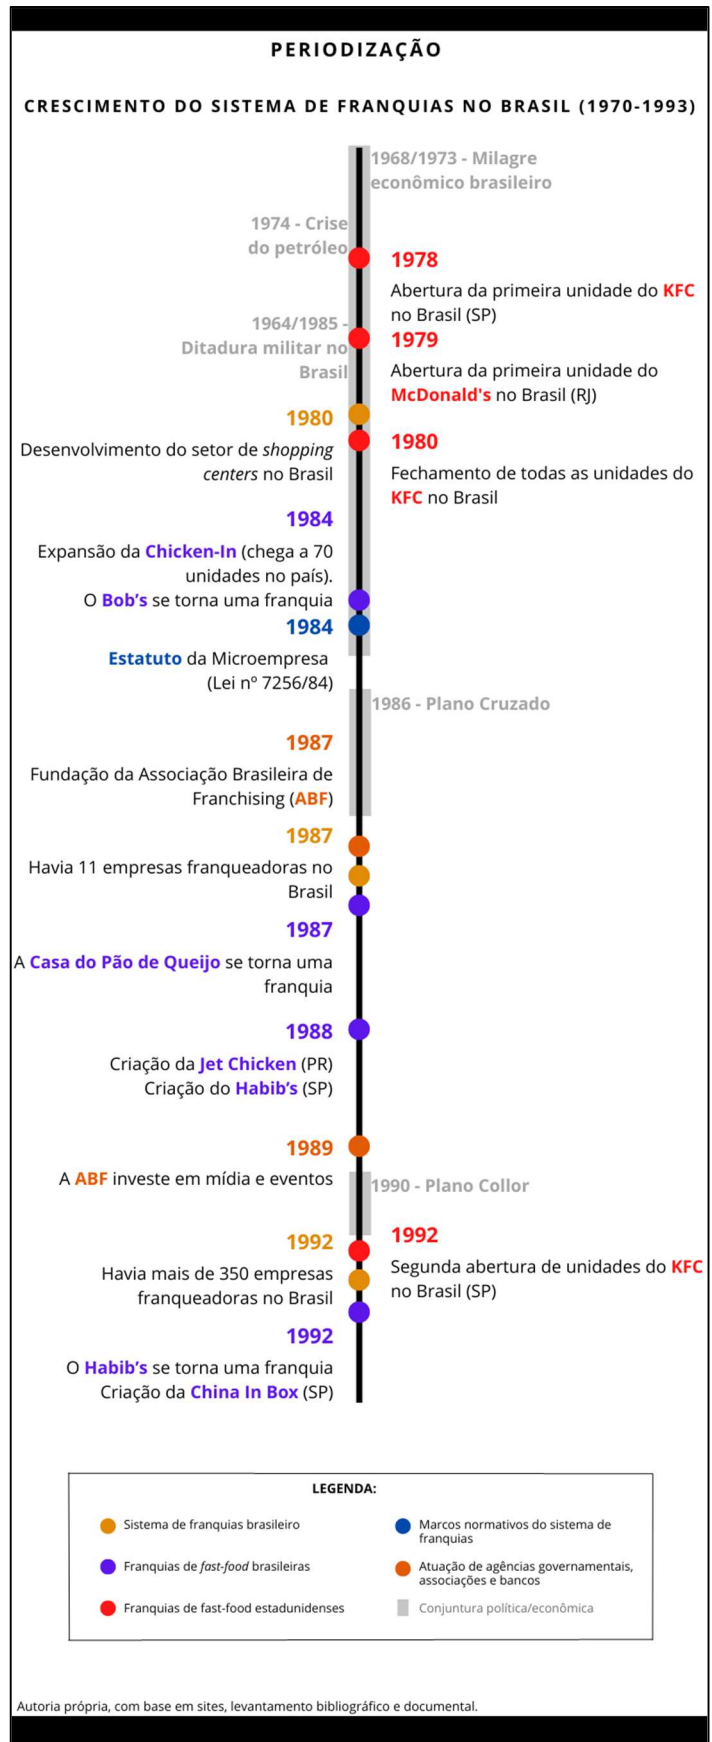 PERIODIZAÇÃO
CRESCIMENTO DO SISTEMA DE FRANQUIAS NO BRASIL (1970-1993)
1968/1973 - Milagre
econômico brasileiro
1974 - Crise
do petróleo
1978
Abertura da primeira unidade do KFC
no Brasil (SP)
1964/1985 -
Ditadura militar no
Brasil
1979
Abertura da primeira unidade do
McDonald's no Brasil (RJ)
1980
Desenvolvimento do setor de shopping
centers no Brasil
1980
Fechamento de todas as unidades do
KFC no Brasil
1984
Expansão da Chicken-In (chega a 70
unidades no país).
O Bob’s se torna uma franquia
1984
Estatuto da Microempresa
(Lei nº 7256/84)
1986 - Plano Cruzado
1987
Fundação da Associação Brasileira de
Franchising (ABF)
1987
Havia 11 empresas franqueadoras no
Brasil
1987
A Casa do Pão de Queijo se torna uma
franquia
1988
Criação da Jet Chicken (PR)
Criação do Habib’s (SP)
1989
A ABF investe em mídia e eventos
1990 - Plano Collor
1992
Segunda abertura de unidades do KFC
no Brasil (SP)
1992
Havia mais de 350 empresas
franqueadoras no Brasil
1992
O Habib’s se torna uma franquia
Criação da China In Box (SP)
LEGENDA:
Sistema de franquias brasileiro
Franquias de fast-food brasileiras
Franquias de fast-food estadunidenses
Marcos normativos do sistema de
franquias
Atuação de agências governamentais,
associações e bancos
Conjuntura política/econômica
Autoria própria, com base em sites, levantamento bibliográfico e documental.